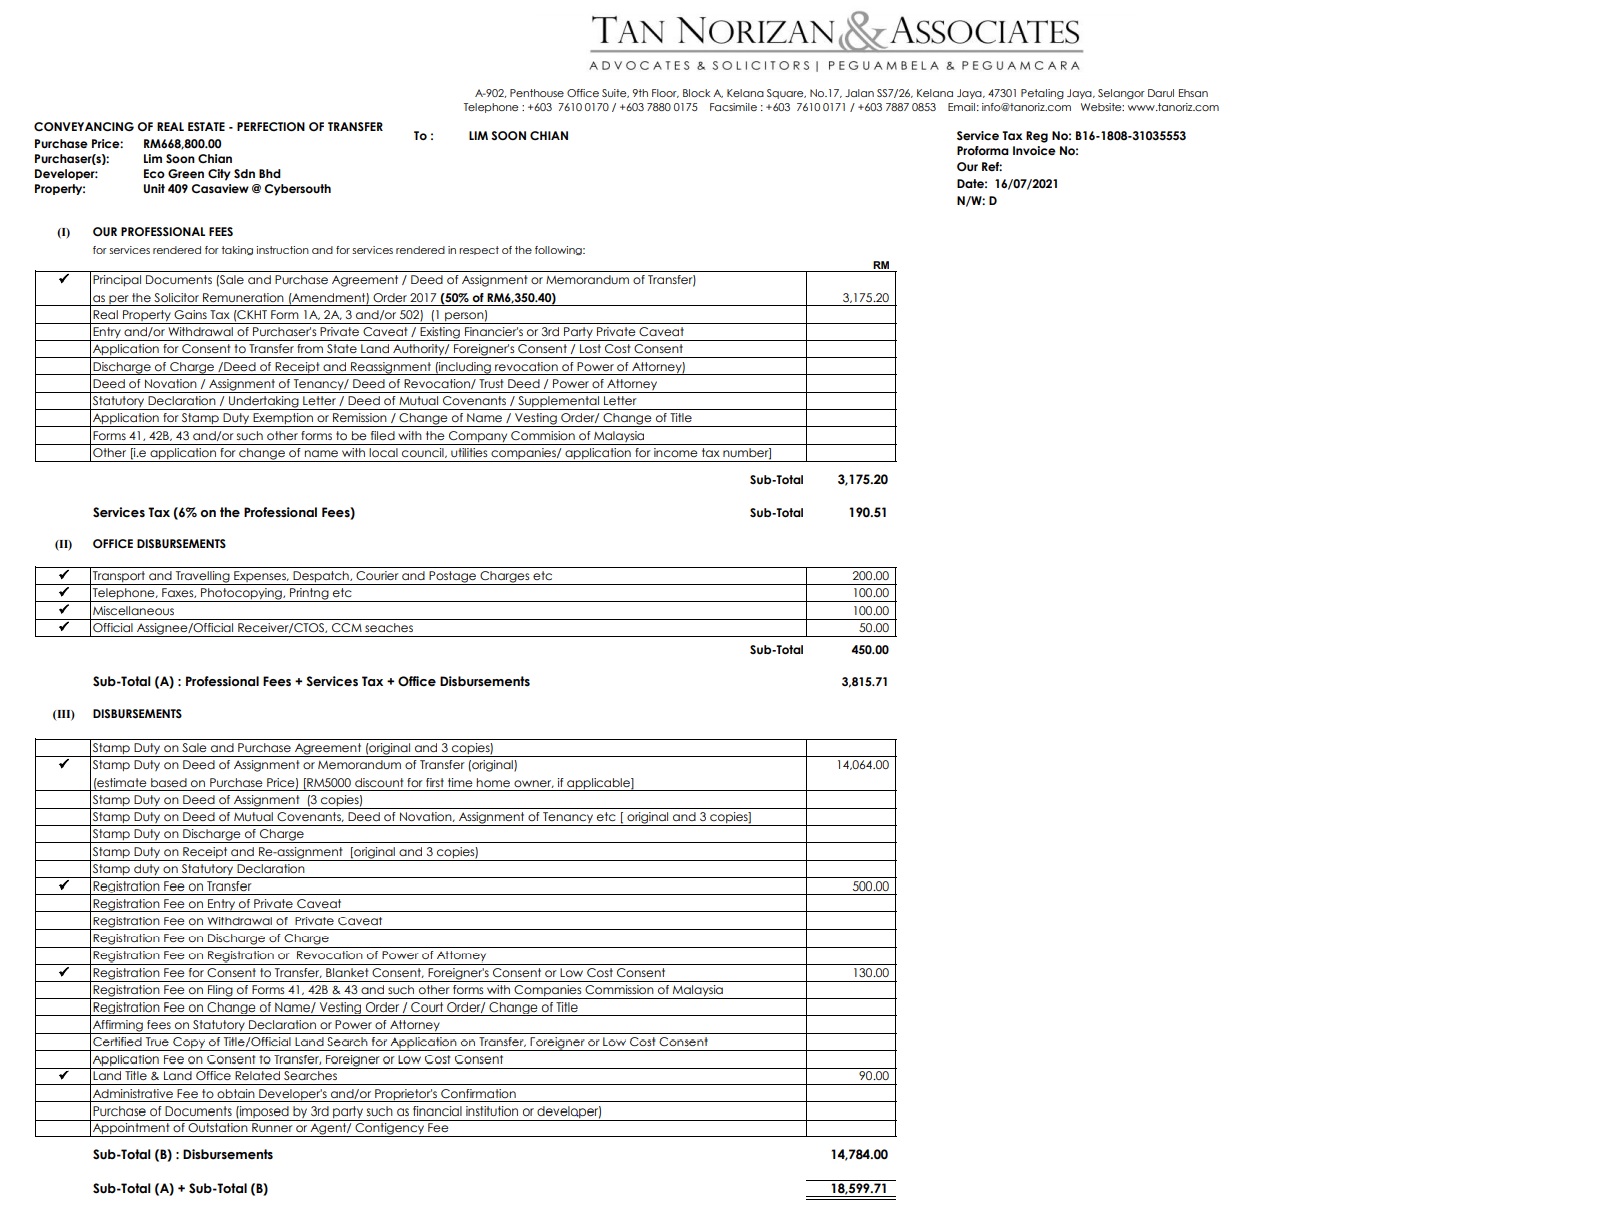 TAN NORIZAN & ASSOCIATES
ADVOCATES & SOLICITORS | PEGUAMBELA & PEGUAMCARA
A-902, Penthouse Office Suite, 9th Floor, Block A, Kelana Square, No.17, Jalan SS7/26, Kelana Jaya, 47301 Petaling Jaya, Selangor Darul Ehsan
Telephone : +603 7610 0170 / +603 7880 0175 Facsimile : +603 7610 0171 / +603 7887 0853 Email: info@tanoriz.com Website: www.tanoriz.com
CONVEYANCING OF REAL ESTATE - PERFECTION OF TRANSFER
Purchase Price: RM668,800.00
Purchaser(s): Lim Soon Chian
Developer: Eco Green City Sdn Bhd
Property: Unit 409 Casaview @ Cybersouth
To : LIM SOON CHIAN
Service Tax Reg No: B16-1808-31035553
Proforma Invoice No:
Our Ref:
Date: 16/07/2021
N/W: D
(I) OUR PROFESSIONAL FEES
for services rendered for taking instruction and for services rendered in respect of the following:
RM
✓ Principal Documents (Sale and Purchase Agreement / Deed of Assignment or Memorandum of Transfer)
as per the Solicitor Remuneration (Amendment) Order 2017 (50% of RM6,350.40) 3,175.20
Real Property Gains Tax (CKHT Form 1A, 2A, 3 and/or 502) (1 person)
Entry and/or Withdrawal of Purchaser's Private Caveat / Existing Financier's or 3rd Party Private Caveat
Application for Consent to Transfer from State Land Authority/ Foreigner's Consent / Lost Cost Consent
Discharge of Charge /Deed of Receipt and Reassignment (including revocation of Power of Attorney)
Deed of Novation / Assignment of Tenancy/ Deed of Revocation/ Trust Deed / Power of Attorney
Statutory Declaration / Undertaking Letter / Deed of Mutual Covenants / Supplemental Letter
Application for Stamp Duty Exemption or Remission / Change of Name / Vesting Order/ Change of Title
Forms 41, 42B, 43 and/or such other forms to be filed with the Company Commision of Malaysia
Other [i.e application for change of name with local council, utilities companies/ application for income tax number]
Sub-Total 3,175.20
Services Tax (6% on the Professional Fees) Sub-Total 190.51
(II) OFFICE DISBURSEMENTS
✓ Transport and Travelling Expenses, Despatch, Courier and Postage Charges etc 200.00
✓ Telephone, Faxes, Photocopying, Printng etc 100.00
✓ Miscellaneous 100.00
✓ Official Assignee/Official Receiver/CTOS, CCM seaches 50.00
Sub-Total 450.00
Sub-Total (A) : Professional Fees + Services Tax + Office Disbursements 3,815.71
(III) DISBURSEMENTS
Stamp Duty on Sale and Purchase Agreement (original and 3 copies)
✓ Stamp Duty on Deed of Assignment or Memorandum of Transfer (original) 14,064.00
(estimate based on Purchase Price) [RM5000 discount for first time home owner, if applicable]
Stamp Duty on Deed of Assignment (3 copies)
Stamp Duty on Deed of Mutual Covenants, Deed of Novation, Assignment of Tenancy etc [ original and 3 copies]
Stamp Duty on Discharge of Charge
Stamp Duty on Receipt and Re-assignment [original and 3 copies)
Stamp duty on Statutory Declaration
✓ Registration Fee on Transfer 500.00
Registration Fee on Entry of Private Caveat
Registration Fee on Withdrawal of Private Caveat
Registration Fee on Discharge of Charge
Registration Fee on Registration or Revocation of Power of Attorney
✓ Registration Fee for Consent to Transfer, Blanket Consent, Foreigner's Consent or Low Cost Consent 130.00
Registration Fee on Fling of Forms 41, 42B & 43 and such other forms with Companies Commission of Malaysia
Registration Fee on Change of Name/ Vesting Order / Court Order/ Change of Title
Affirming fees on Statutory Declaration or Power of Attorney
Certified True Copy of Title/Official Land Search for Application on Transfer, Foreigner or Low Cost Consent
Application Fee on Consent to Transfer, Foreigner or Low Cost Consent
✓ Land Title & Land Office Related Searches 90.00
Administrative Fee to obtain Developer's and/or Proprietor's Confirmation
Purchase of Documents (imposed by 3rd party such as financial institution or developer)
Appointment of Outstation Runner or Agent/ Contigency Fee
Sub-Total (B) : Disbursements 14,784.00
Sub-Total (A) + Sub-Total (B) 18,599.71